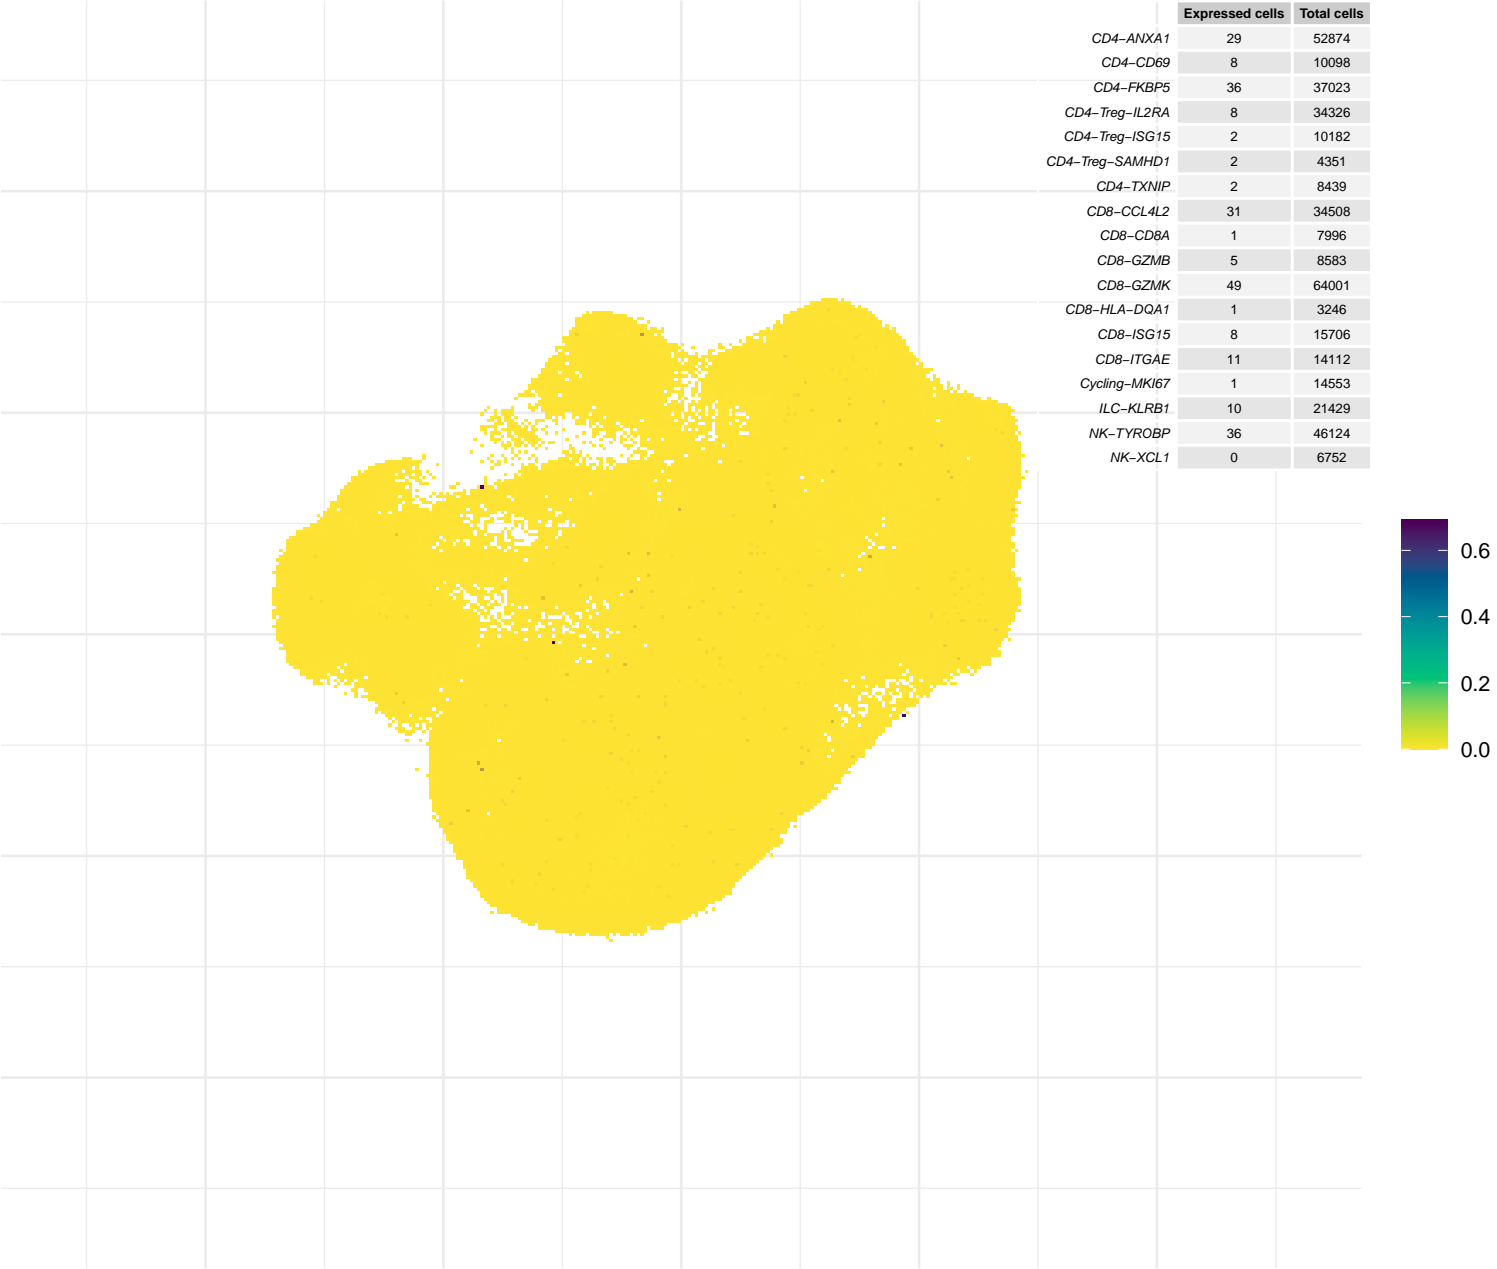 Expressed cells Total cells
CD4−ANXA1 29 52874
CD4−CD69 8 10098
CD4−FKBP5 36 37023
CD4−Treg−IL2RA 8 34326
CD4−Treg−ISG15 2 10182
CD4−Treg−SAMHD1 2 4351
CD4−TXNIP 2 8439
CD8−CCL4L2 31 34508
CD8−CD8A 1 7996
CD8−GZMB 5 8583
CD8−GZMK 49 64001
CD8−HLA−DQA1 1 3246
CD8−ISG15 8 15706
CD8−ITGAE 11 14112
Cycling−MKI67 1 14553
ILC−KLRB1 10 21429
NK−TYROBP 36 46124
NK−XCL1 0 6752
0.6
0.4
0.2
0.0